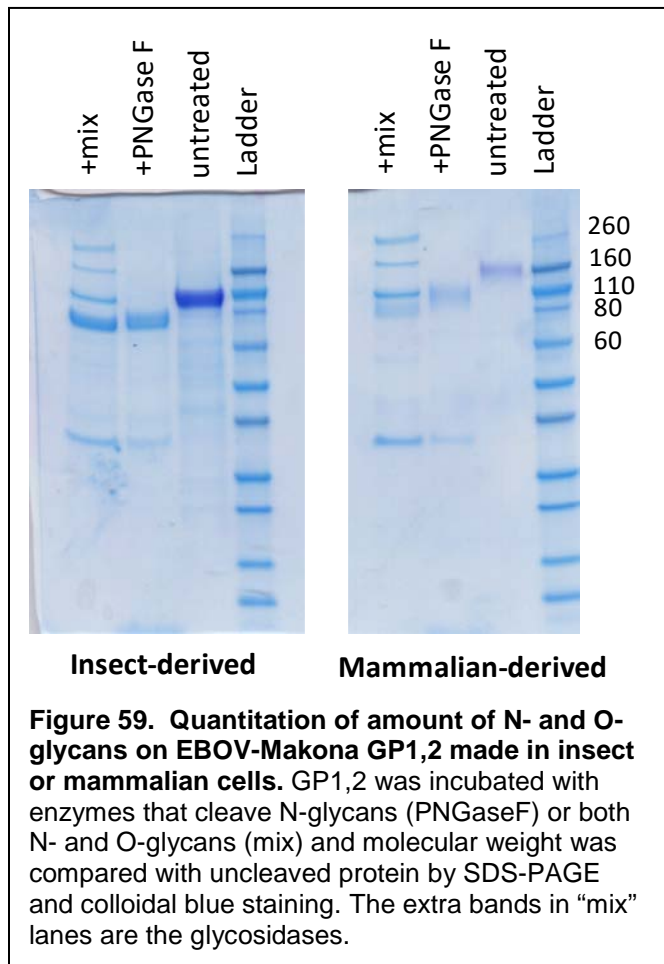 +mix
+PNGase F
untreated
Ladder
+mix
+PNGase F
untreated
Ladder
260
160
110
80
60
Insect-derived
Mammalian-derived
Figure 59. Quantitation of amount of N- and O-
glycans on EBOV-Makona GP1,2 made in insect
or mammalian cells. GP1,2 was incubated with
enzymes that cleave N-glycans (PNGaseF) or both
N- and O-glycans (mix) and molecular weight was
compared with uncleaved protein by SDS-PAGE
and colloidal blue staining. The extra bands in “mix”
lanes are the glycosidases.